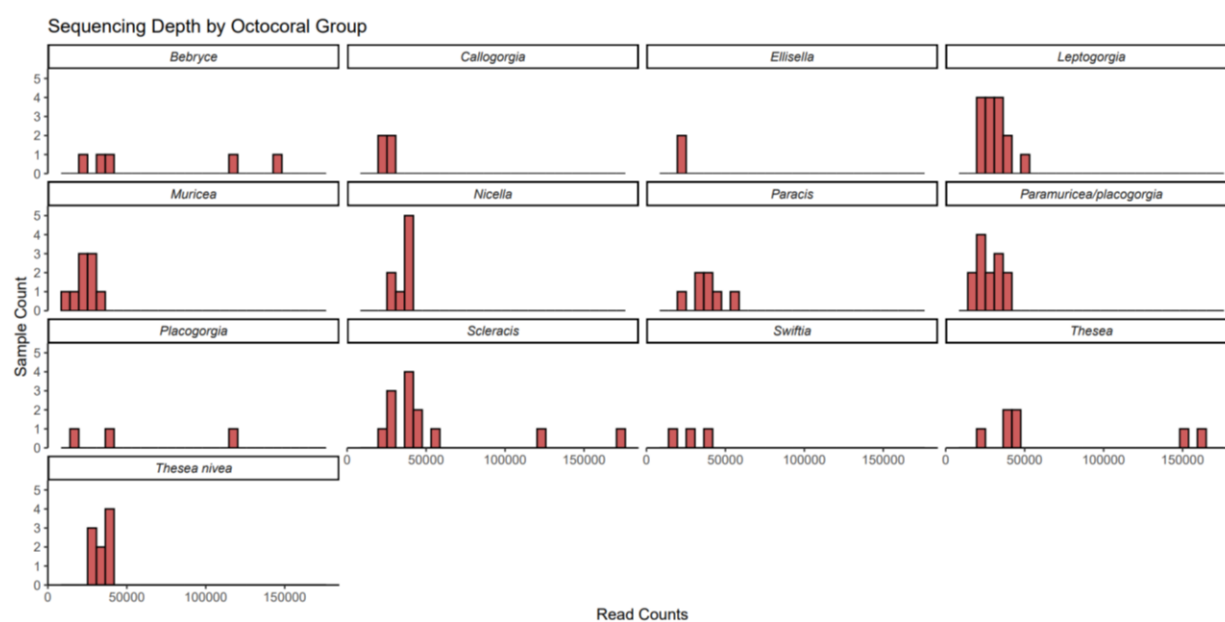 Sequencing Depth by Octocoral Group
Bebryce Callogorgia Ellisella Leptogorgia
5
4
3
2
1
0
Muricea Nicella Paracis Paramuricea/placogorgia
5
4
3
2
1
0
Placogorgia Scleracis Swiftia Thesea
5
4
3
2
1
0
0 50000 100000 150000 0 50000 100000 150000 0 50000 100000 150000
Thesea nivea
5
4
3
2
1
0
0 50000 100000 150000
Sample Count
Read Counts